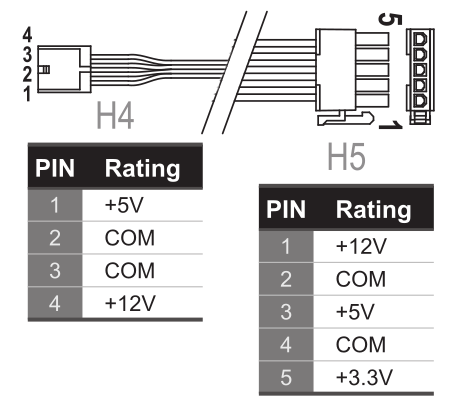 4
3
2
1
H4
5
1
H5
PIN Rating
1 +5V
2 COM
3 COM
4 +12V
PIN Rating
1 +12V
2 COM
3 +5V
4 COM
5 +3.3V